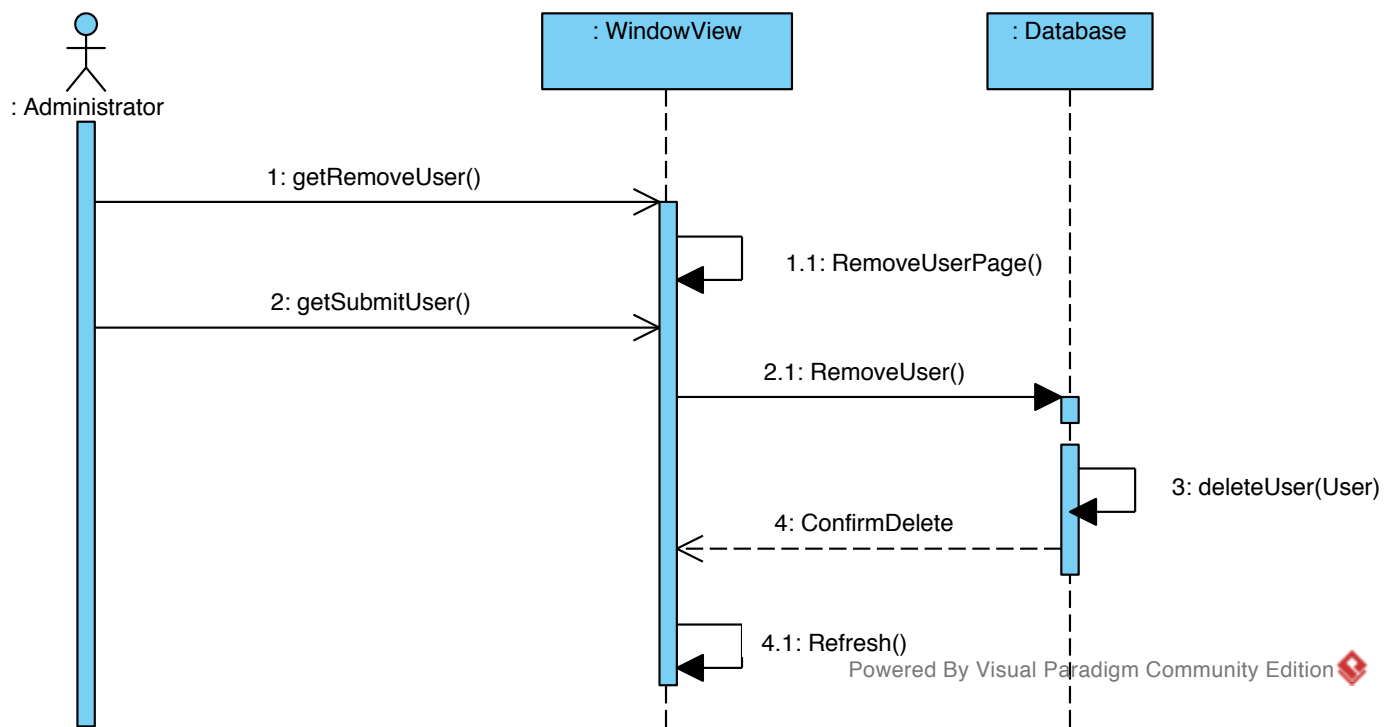 : WindowView
: Database
: Administrator
1: getRemoveUser()
1.1: RemoveUserPage()
2: getSubmitUser()
2.1: RemoveUser()
3: deleteUser(User)
4: ConfirmDelete
4.1: Refresh()
Powered By Visual Paradigm Community Edition